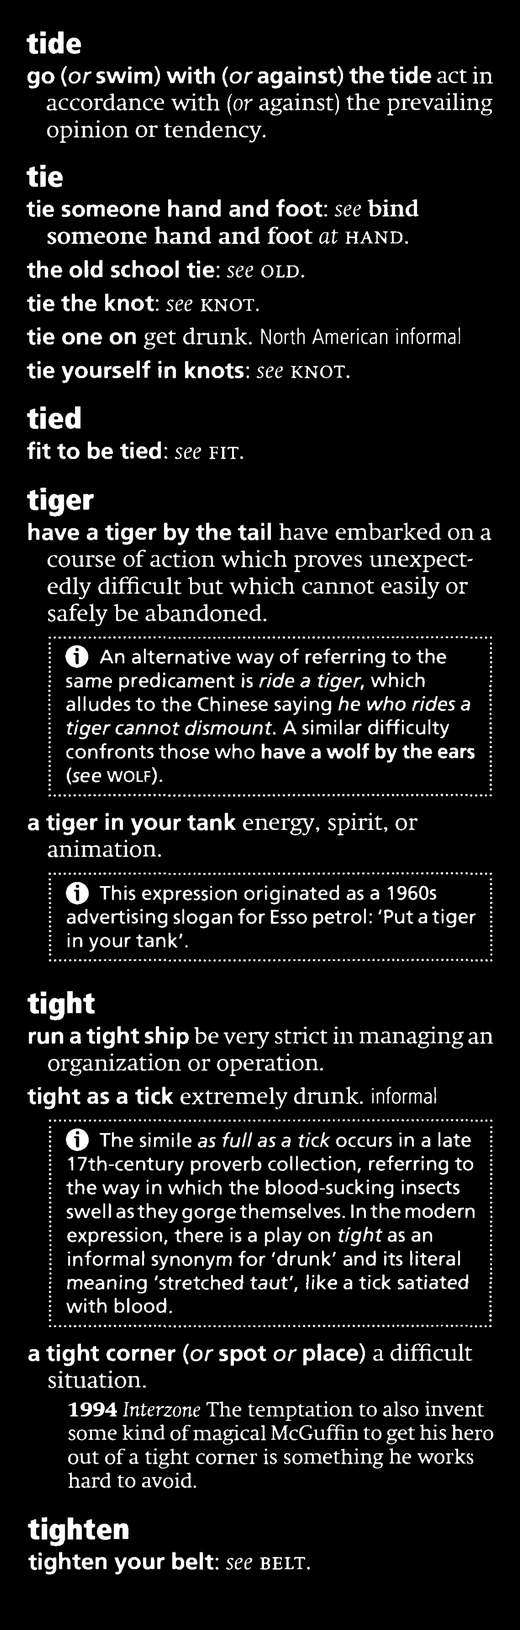 tide
go (or swim) with (or against) the tide act in
accordance with (or against) the prevailing
opinion or tendency.
tie
tie someone hand and foot: see bind
someone hand and foot at HAND.
the old school tie: see OLD.
tie the knot: see KNOT.
tie one on get drunk. North American informal
tie yourself in knots: see KNOT.
tied
fit to be tied: see FIT.
tiger
have a tiger by the tail have embarked on a
course of action which proves unexpect-
edly difficult but which cannot easily or
safely be abandoned.
i An alternative way of referring to the
same predicament is ride a tiger, which
alludes to the Chinese saying he who rides a
tiger cannot dismount. A similar difficulty
confronts those who have a wolf by the ears
(see WOLF).
a tiger in your tank energy, spirit, or
animation.
i This expression originated as a 1960s
advertising slogan for Esso petrol: 'Put a tiger
in your tank'.
tight
run a tight ship be very strict in managing an
organization or operation.
tight as a tick extremely drunk. informal
i The simile as full as a tick occurs in a late
17th-century proverb collection, referring to
the way in which the blood-sucking insects
swell as they gorge themselves. In the modern
expression, there is a play on tight as an
informal synonym for 'drunk' and its literal
meaning 'stretched taut', like a tick satiated
with blood.
a tight corner (or spot or place) a difficult
situation.
1994 Interzone The temptation to also invent
some kind of magical McGuffin to get his hero
out of a tight corner is something he works
hard to avoid.
tighten
tighten your belt: see BELT.